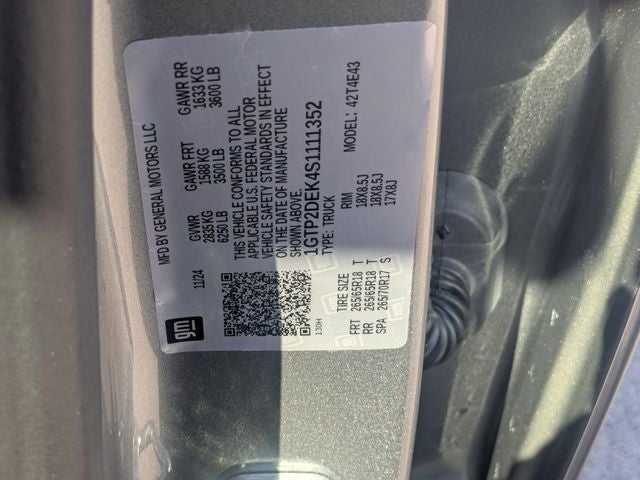 MFD BY GENERAL MOTORS LLC
11/24
GVWR GAWR FRT GAWR RR
2835KG 1588 KG 1633 KG
6250 LB 3500 LB 3600 LB
THIS VEHICLE CONFORMS TO ALL
APPLICABLE U.S. FEDERAL MOTOR
VEHICLE SAFETY STANDARDS IN EFFECT
ON THE DATE OF MANUFACTURE
SHOWN ABOVE.
1GTP2DEK4S1111352
TYPE: TRUCK MODEL: 42T4E43
130H
TIRE SIZE RIM
FRT 265/65R18 T 18X8.5J
RR 265/65R18 T 18X8.5J
SPA 265/70R17 S 17X8J
gm